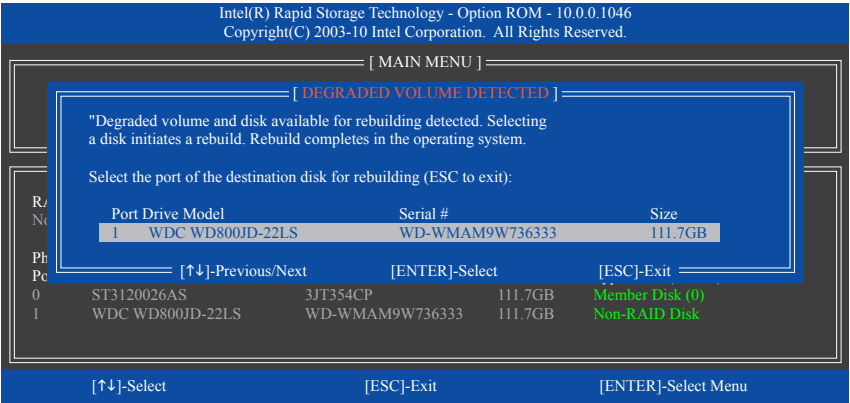 Intel(R) Rapid Storage Technology - Option ROM - 10.0.0.1046
Copyright(C) 2003-10 Intel Corporation. All Rights Reserved.
[ MAIN MENU ]
[ DEGRADED VOLUME DETECTED ]
"Degraded volume and disk available for rebuilding detected. Selecting
a disk initiates a rebuild. Rebuild completes in the operating system.
Select the port of the destination disk for rebuilding (ESC to exit):
Port Drive Model Serial # Size
1 WDC WD800JD-22LS WD-WMAM9W736333 111.7GB
[↑↓]-Previous/Next [ENTER]-Select [ESC]-Exit
0 ST3120026AS 3JT354CP 111.7GB Member Disk (0)
1 WDC WD800JD-22LS WD-WMAM9W736333 111.7GB Non-RAID Disk
[↑↓]-Select [ESC]-Exit [ENTER]-Select Menu